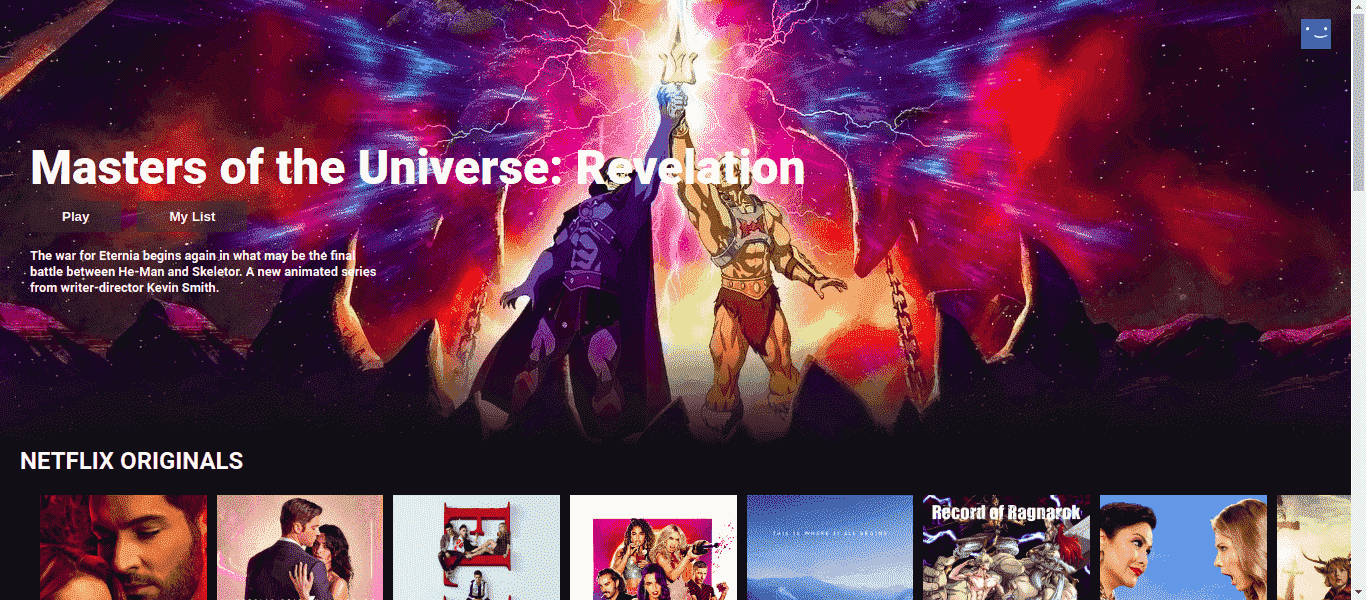 Masters of the Universe: Revelation
Play
My List
The war for Eternia begins again in what may be the final
battle between He-Man and Skeletor. A new animated series
from writer-director Kevin Smith.
NETFLIX ORIGINALS
Record of Ragnarok
THIS IS WHERE IT ALL BEGINS